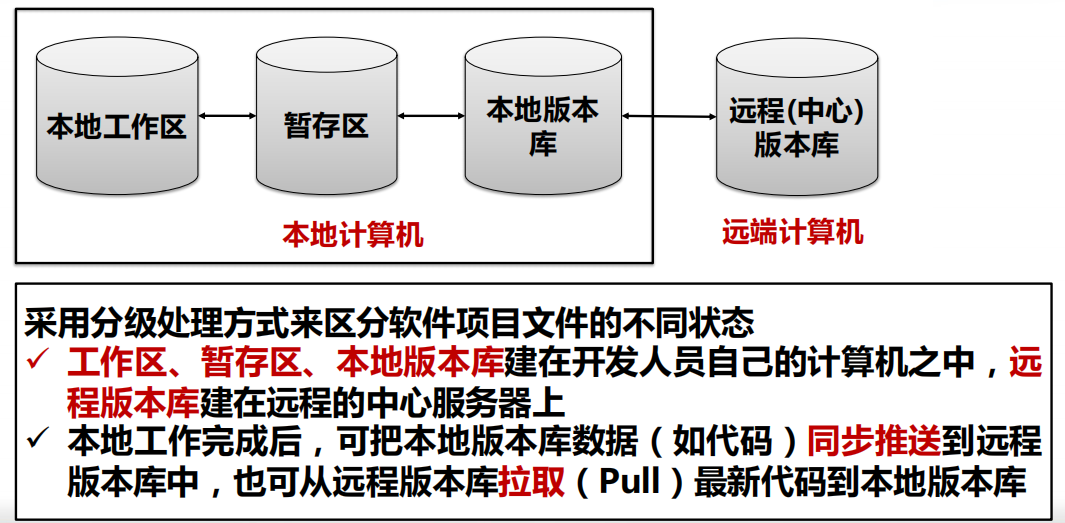 本地工作区
暂存区
本地版本
库
远程(中心)
版本库
本地计算机
远端计算机
采用分级处理方式来区分软件项目文件的不同状态
✓ 工作区、暂存区、本地版本库建在开发人员自己的计算机之中，远
程版本库建在远程的中心服务器上
✓ 本地工作完成后，可把本地版本库数据（如代码）同步推送到远程
版本库中，也可从远程版本库拉取（Pull）最新代码到本地版本库